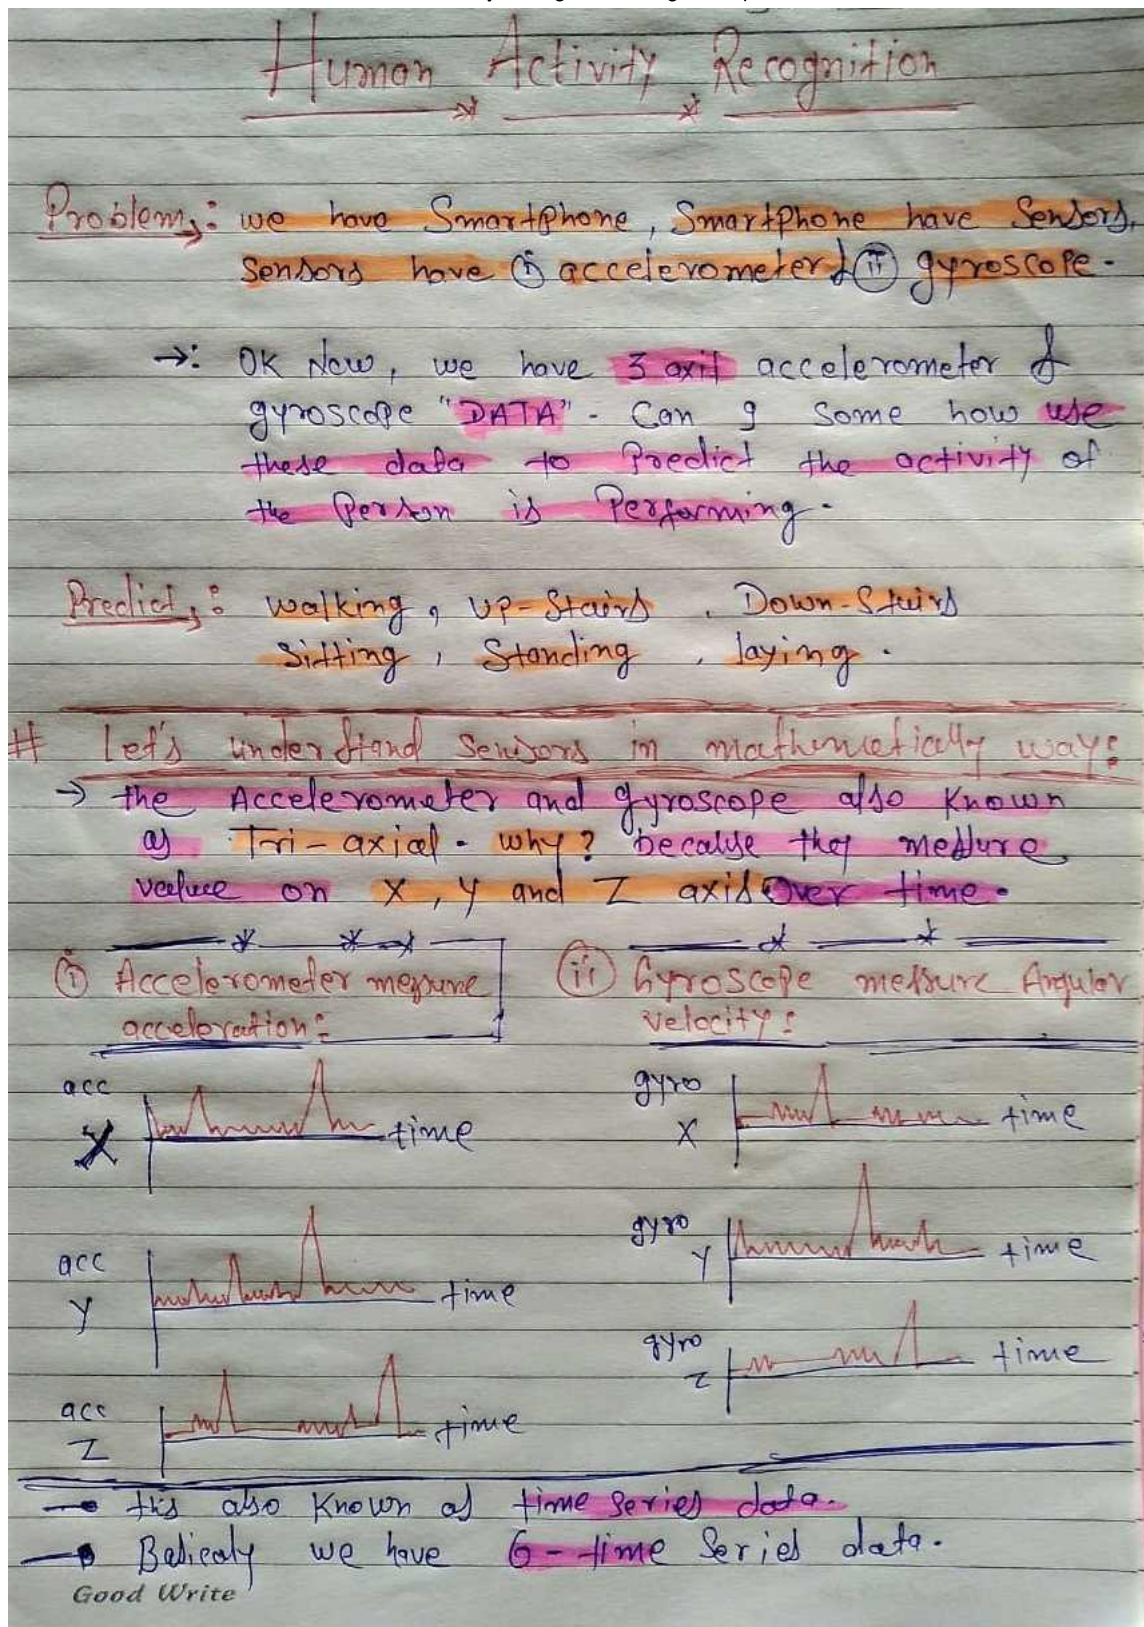 Human Activity Recognition
Problem: we have Smartphone, Smartphone have Sensors,
Sensors have (i) accelerometer & (ii) gyroscope.
→: OK Now, we have 3 axis accelerometer &
gyroscope "DATA". Can I some how use
these data to Predict the activity of
the Person is Performing.
Predict: walking, Up-Stairs, Down-Stairs
Sitting, Standing, laying.
# Let's understand Sensors in mathematically way:
→ the Accelerometer and gyroscope also known
as Tri-axial. why? because they messure
value on X, Y and Z axis Over time.
(i) Accelerometer messure
acceleration:
(ii) Gyroscope messure Angular
velocity:
acc
X
time
acc
Y
time
acc
Z
time
gyro
X
time
gyro
Y
time
gyro
Z
time
this also Known as time series data.
Basicaly we have 6-time Series data.
Good Write